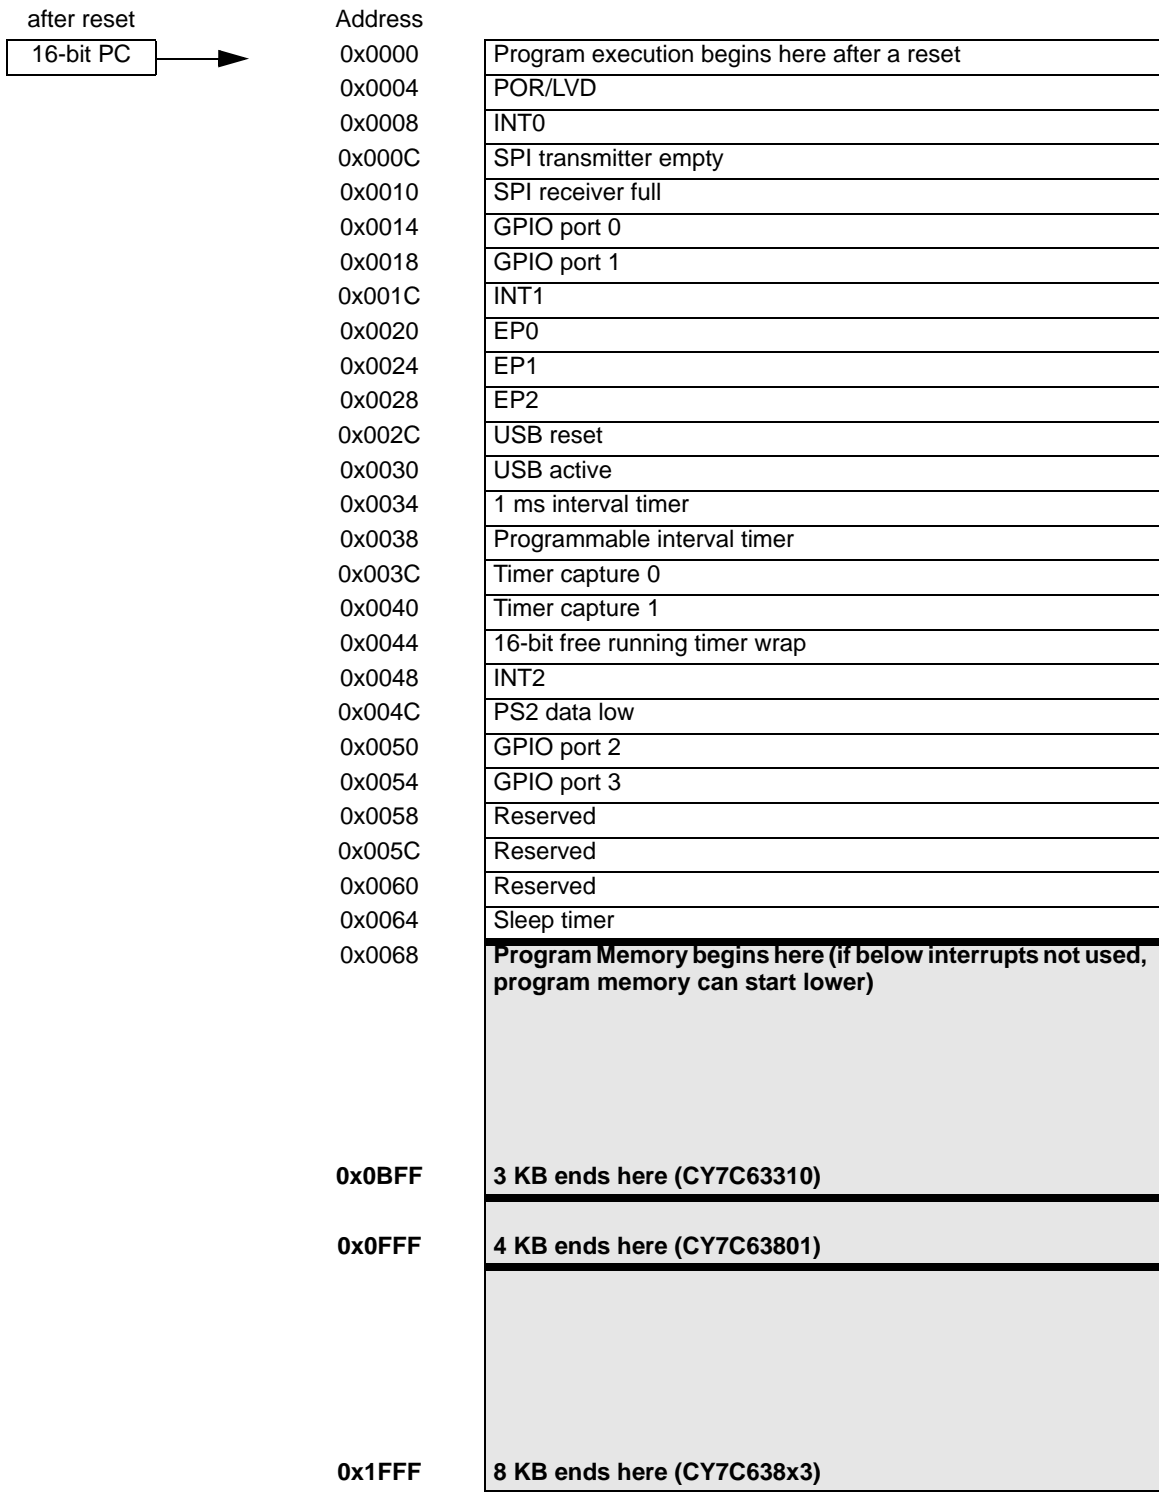 after reset Address
16-bit PC 0x0000 Program execution begins here after a reset
0x0004 POR/LVD
0x0008 INT0
0x000C SPI transmitter empty
0x0010 SPI receiver full
0x0014 GPIO port 0
0x0018 GPIO port 1
0x001C INT1
0x0020 EP0
0x0024 EP1
0x0028 EP2
0x002C USB reset
0x0030 USB active
0x0034 1 ms interval timer
0x0038 Programmable interval timer
0x003C Timer capture 0
0x0040 Timer capture 1
0x0044 16-bit free running timer wrap
0x0048 INT2
0x004C PS2 data low
0x0050 GPIO port 2
0x0054 GPIO port 3
0x0058 Reserved
0x005C Reserved
0x0060 Reserved
0x0064 Sleep timer
0x0068 Program Memory begins here (if below interrupts not used,
program memory can start lower)
0x0BFF 3 KB ends here (CY7C63310)
0x0FFF 4 KB ends here (CY7C63801)
0x1FFF 8 KB ends here (CY7C638x3)